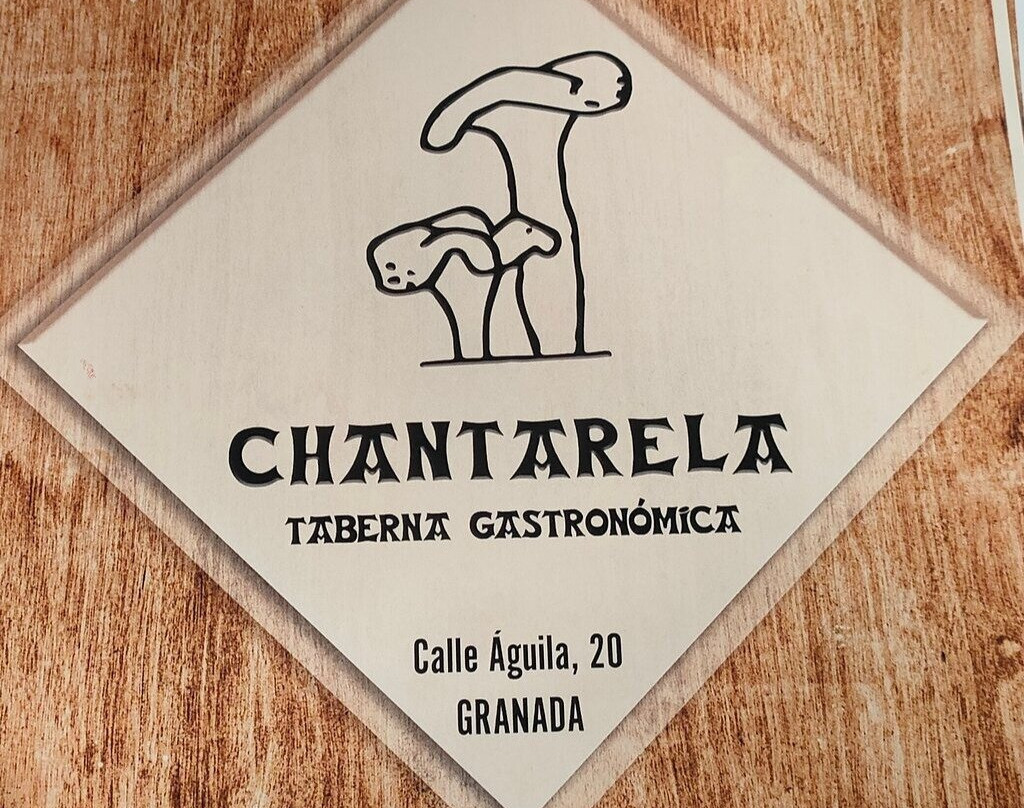 CHANTARELA
TABERNA GASTRONÓMICA
Calle Águila, 20
GRANADA